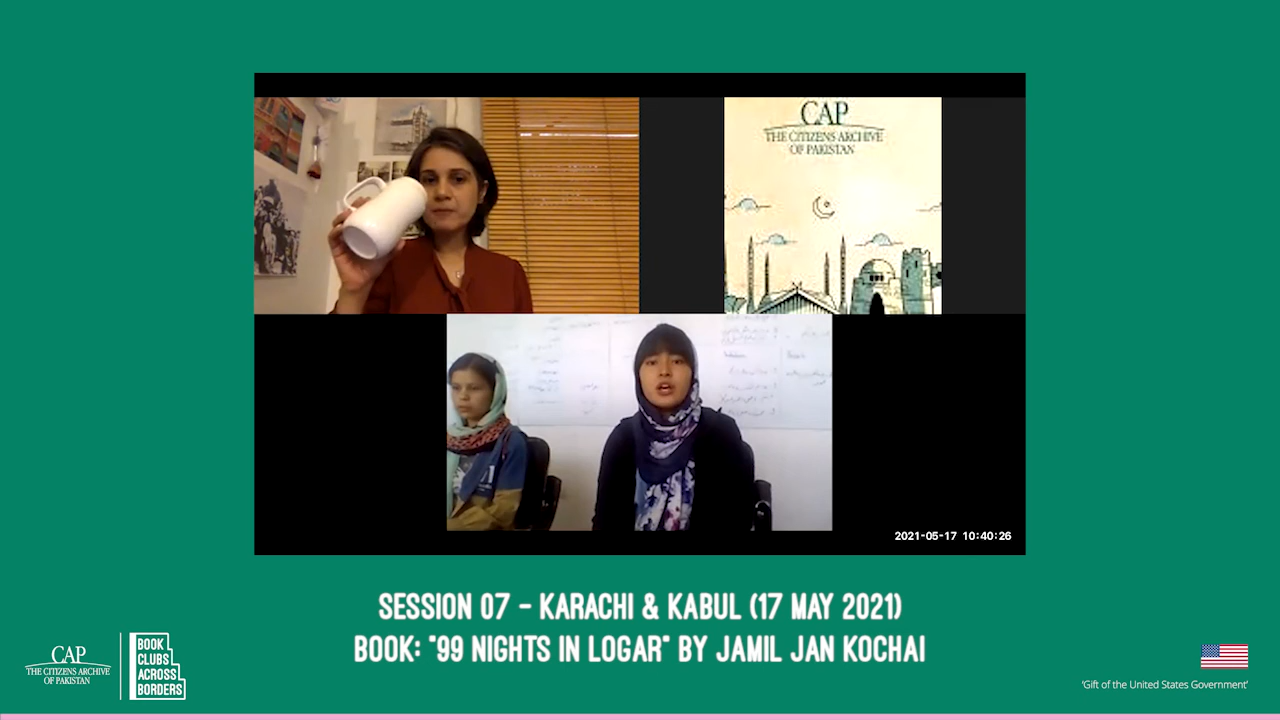 CAP
THE CITIZENS ARCHIVE
OF PAKISTAN
2021-05-17 10:40:26
SESSION 07 - KARACHI & KABUL (17 MAY 2021)
BOOK: "99 NIGHTS IN LOGAR" BY JAMIL JAN KOCHAI
CAP
THE CITIZENS ARCHIVE
OF PAKISTAN
BOOK
CLUBS
ACROSS
BORDERS
'Gift of the United States Government'